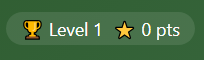 🏆 Level 1 ⭐ 0 pts